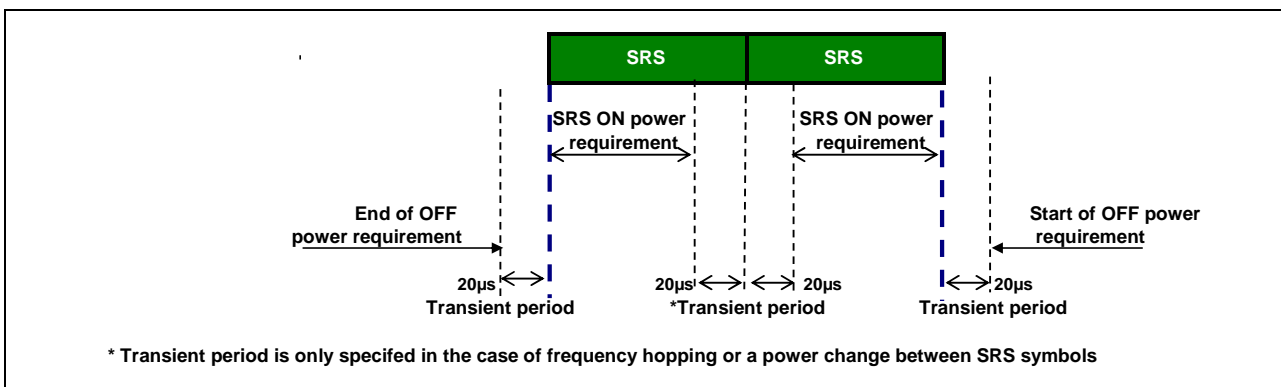 SRS SRS
SRS ON power
requirement
SRS ON power
requirement
End of OFF
power requirement
Start of OFF power
requirement
20µs
Transient period
20µs 20µs
*Transient period
20µs
Transient period
* Transient period is only specifed in the case of frequency hopping or a power change between SRS symbols